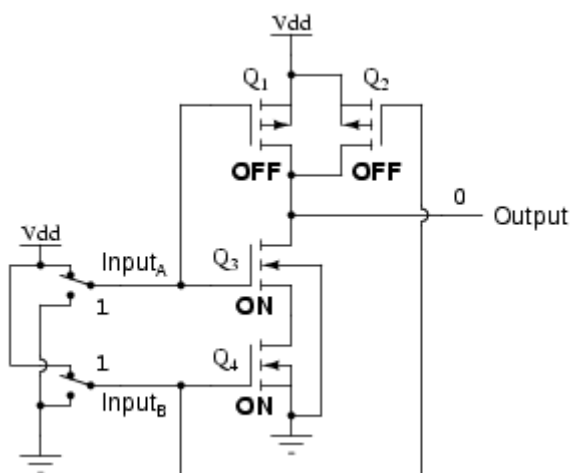 Vdd
Q1 Q2
OFF OFF
0
Output
Vdd
InputA
Q3
1
ON
1
Q4
InputB
ON